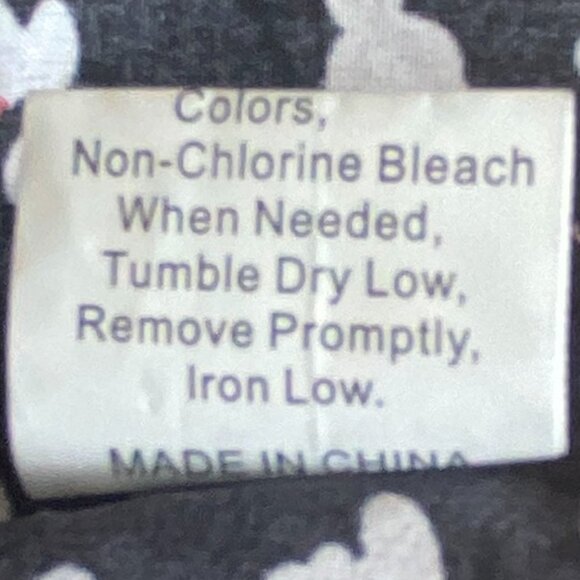 Colors,
Non-Chlorine Bleach
When Needed,
Tumble Dry Low,
Remove Promptly,
Iron Low.
MADE IN CHINA